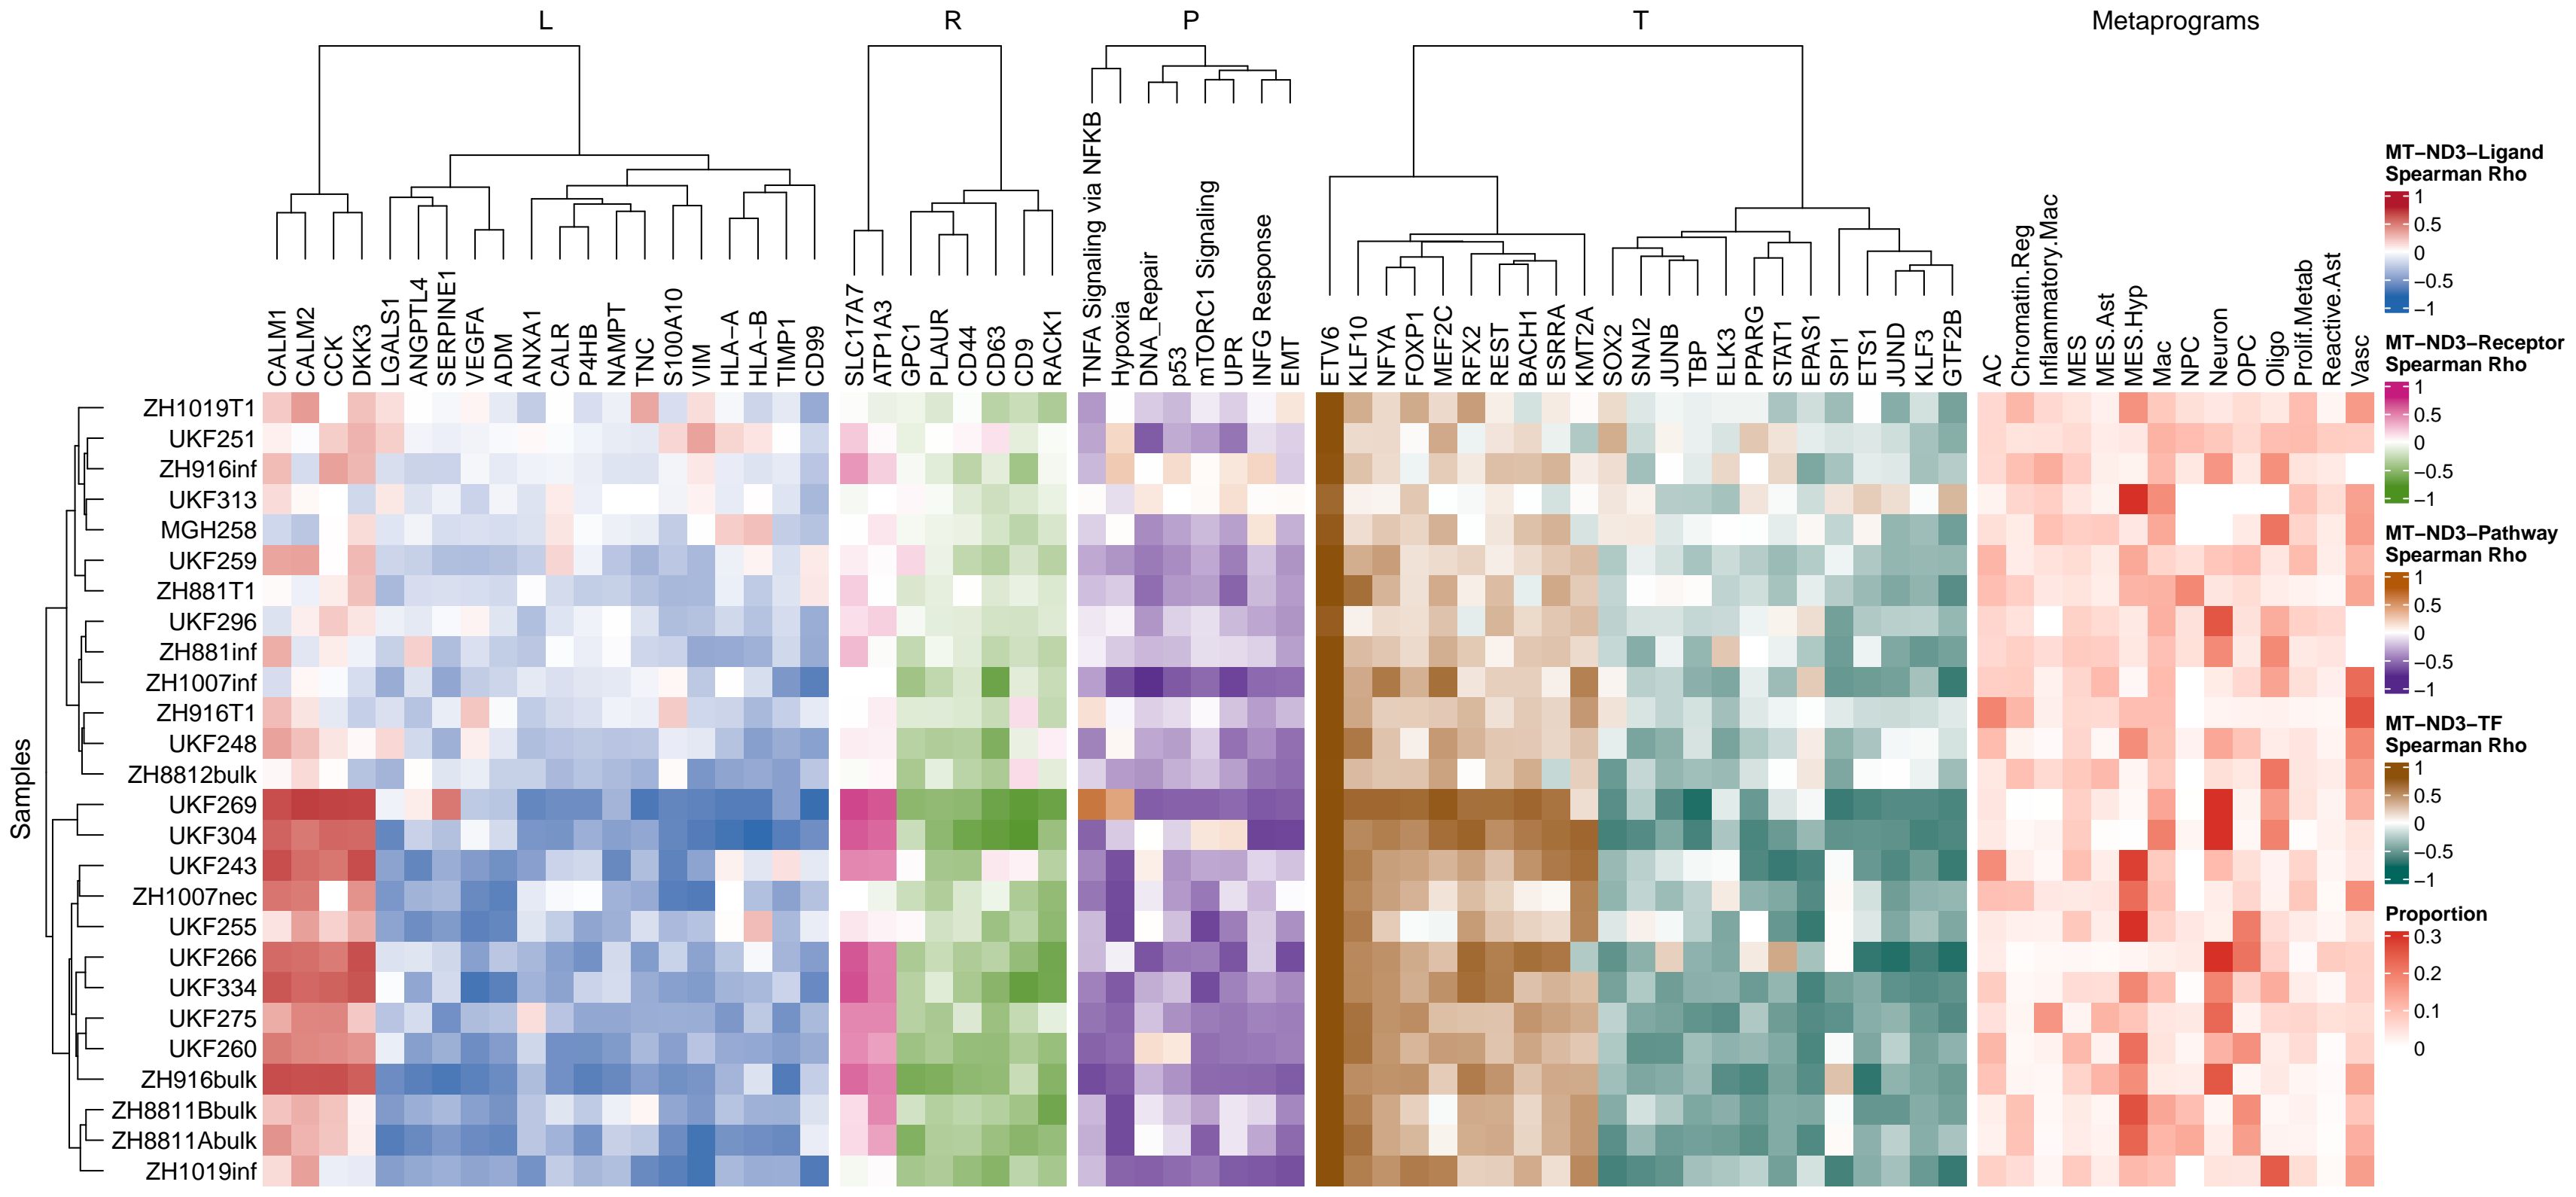 L
R
P
T
Metaprograms
CALM1
CALM2
CCK
DKK3
LGALS1
ANGPTL4
SERPINE1
VEGFA
ADM
ANXA1
CALR
P4HB
NAMPT
TNC
S100A10
VIM
HLA−A
HLA−B
TIMP1
CD99
SLC17A7
ATP1A3
GPC1
PLAUR
CD44
CD63
CD9
RACK1
TNFA Signaling via NFKB
Hypoxia
DNA_Repair
p53
mTORC1 Signaling
UPR
INFG Response
EMT
ETV6
KLF10
NFYA
FOXP1
MEF2C
RFX2
REST
BACH1
ESRRA
KMT2A
SOX2
SNAI2
JUNB
TBP
ELK3
PPARG
STAT1
EPAS1
SPI1
ETS1
JUND
KLF3
GTF2B
AC
Chromatin.Reg
Inflammatory.Mac
MES
MES.Ast
MES.Hyp
Mac
NPC
Neuron
OPC
Oligo
Prolif.Metab
Reactive.Ast
Vasc
Samples
ZH1019T1
UKF251
ZH916inf
UKF313
MGH258
UKF259
ZH881T1
UKF296
ZH881inf
ZH1007inf
ZH916T1
UKF248
ZH8812bulk
UKF269
UKF304
UKF243
ZH1007nec
UKF255
UKF266
UKF334
UKF275
UKF260
ZH916bulk
ZH8811Bbulk
ZH8811Abulk
ZH1019inf
MT−ND3−Ligand
Spearman Rho
1
0.5
0
−0.5
−1
MT−ND3−Receptor
Spearman Rho
1
0.5
0
−0.5
−1
MT−ND3−Pathway
Spearman Rho
1
0.5
0
−0.5
−1
MT−ND3−TF
Spearman Rho
1
0.5
0
−0.5
−1
Proportion
0.3
0.2
0.1
0